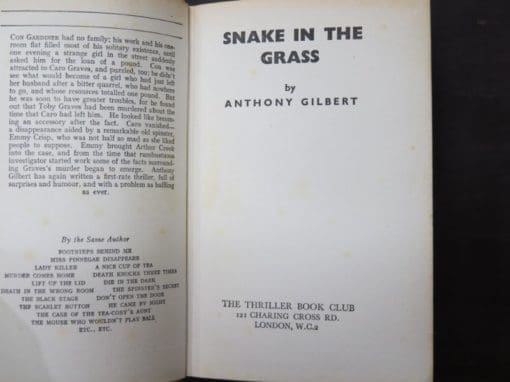 CON GARDINER had no family; his work and his one-
room flat filled most of his solitary existence, until
one evening a strange girl in the street suddenly
asked him for the loan of a pound. Con was
attracted to Caro Graves, and puzzled, too; he didn't
see what would become of a girl who had just left
her husband after a bitter quarrel, who had nowhere
to go, and whose resources totalled one pound. But
he was soon to have greater troubles, for he found
out that Toby Graves had been murdered about the
time that Caro had left him. He looked like becom-
ing an accessory after the fact. Caro vanished—
a disappearance aided by a remarkable old spinster,
Emmy Crisp, who was not half so mad as she liked
people to suppose. Emmy brought Arthur Crook
into the case, and from the time that rambustious
investigator started work some of the facts surround-
ing Graves's murder began to emerge. Anthony
Gilbert has again written a first-rate thriller, full of
surprises and humour, and with a problem as baffling
as ever.
By the Same Author
FOOTSTEPS BEHIND ME
MISS PINNEGAR DISAPPEARS
LADY KILLER A NICE CUP OF TEA
MURDER COMES HOME DEATH KNOCKS THREE TIMES
LIFT UP THE LID DIE IN THE DARK
DEATH IN THE WRONG ROOM THE SPINSTER'S SECRET
THE BLACK STAGE DON'T OPEN THE DOOR
THE SCARLET BUTTON HE CAME BY NIGHT
THE CASE OF THE TEA-COSY'S AUNT
THE MOUSE WHO WOULDN'T PLAY BALL
ETC., ETC.
SNAKE IN THE
GRASS
by
ANTHONY GILBERT
THE THRILLER BOOK CLUB
121 CHARING CROSS RD.
LONDON, W.C.2